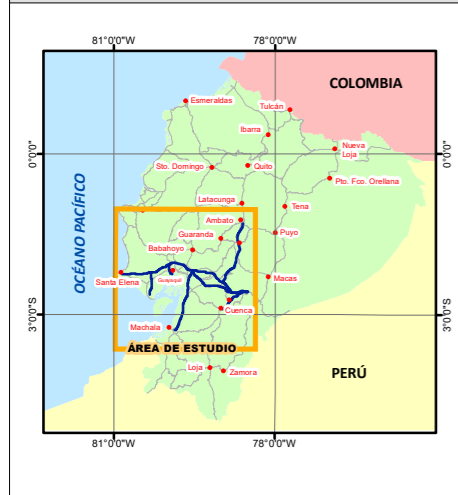 81°0'0"W
78°0'0"W
COLOMBIA
Esmeraldas
Tulcán
Ibarra
Nueva
Loja
0°0'0"
0°0'0"
Sto. Domingo
Quito
Pto. Fco. Orellana
OCÉANO PACÍFICO
Latacunga
Tena
Ambato
Guaranda
Puyo
Babahoyo
Santa Elena
Guayaquil
Macas
Cuenca
3°0'0"S
3°0'0"S
Machala
ÁREA DE ESTUDIO
Loja
Zamora
PERÚ
81°0'0"W
78°0'0"W